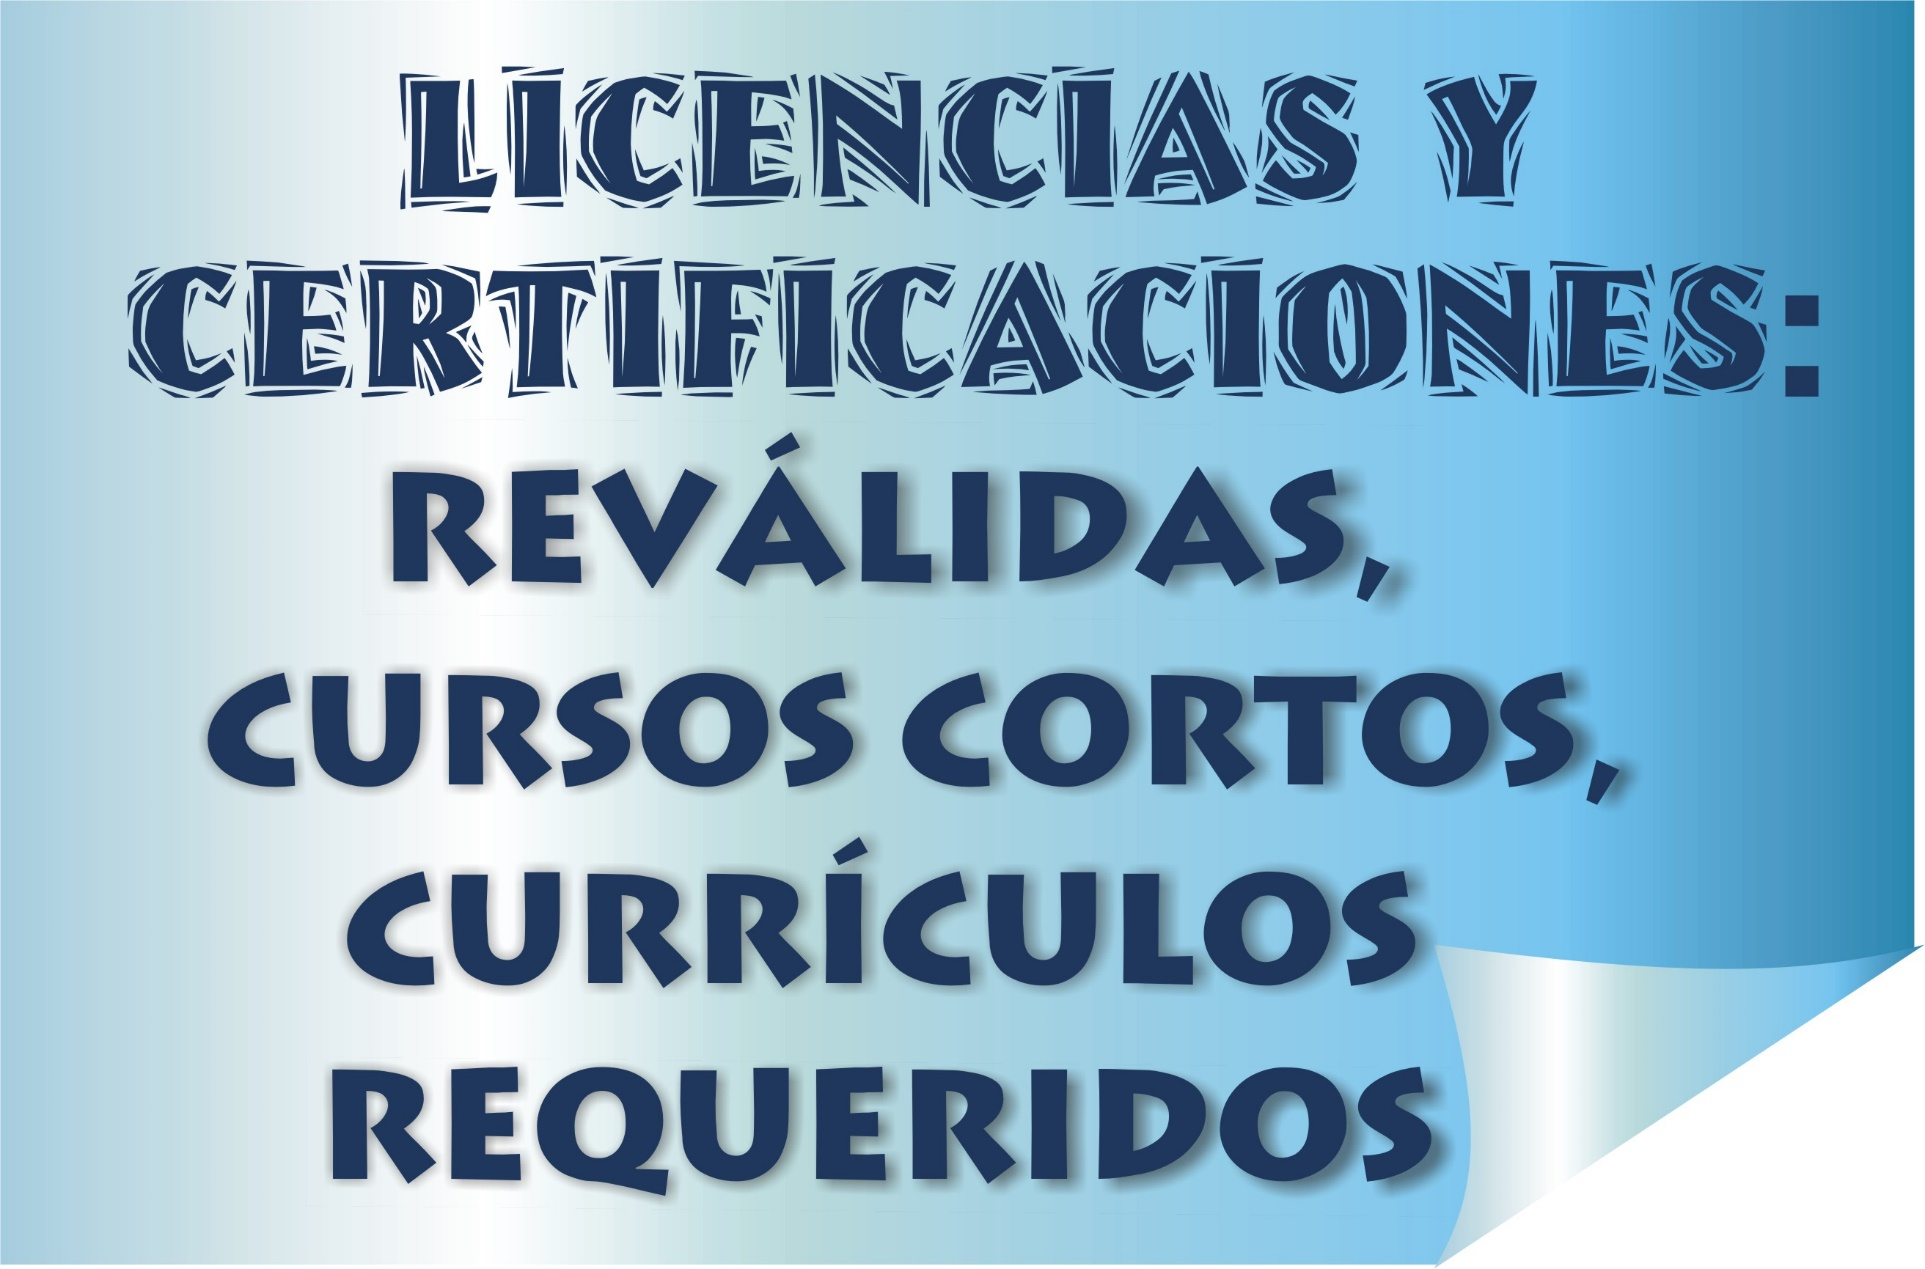 LICENCIAS Y
CERTIFICACIONES:
REVÁLIDAS,
CURSOS CORTOS,
CURRÍCULOS
REQUERIDOS